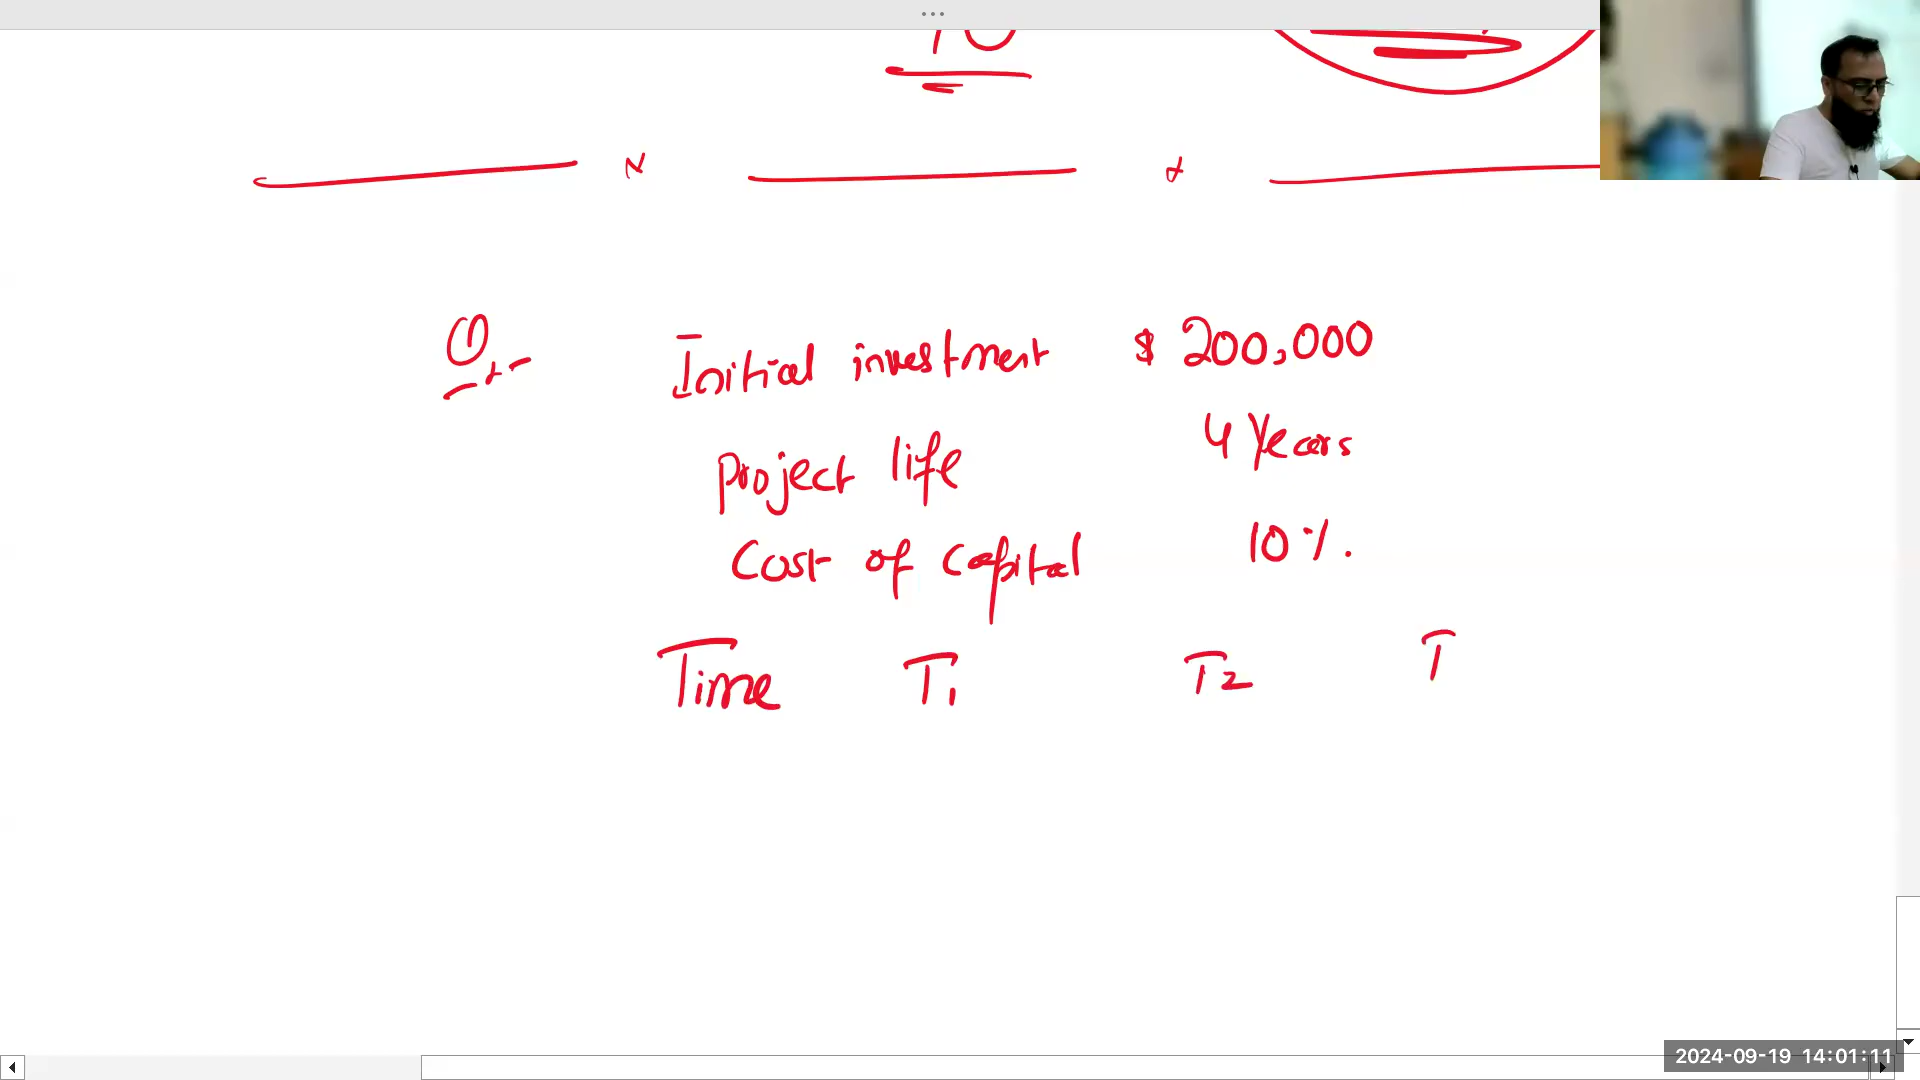 Q:-
Initial investment $ 200,000
Project life 4 Years
Cost of capital 10%.
Time T1 T2 T
2024-09-19 14:01:11